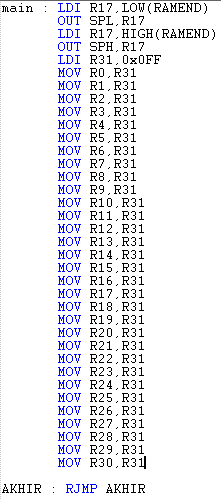 main : LDI R17,LOW(RAMEND)
OUT SPL,R17
LDI R17,HIGH(RAMEND)
OUT SPH,R17
LDI R31,0x0FF
MOV R0,R31
MOV R1,R31
MOV R2,R31
MOV R3,R31
MOV R4,R31
MOV R5,R31
MOV R6,R31
MOV R7,R31
MOV R8,R31
MOV R9,R31
MOV R10,R31
MOV R11,R31
MOV R12,R31
MOV R13,R31
MOV R14,R31
MOV R15,R31
MOV R16,R31
MOV R17,R31
MOV R18,R31
MOV R19,R31
MOV R20,R31
MOV R21,R31
MOV R22,R31
MOV R23,R31
MOV R24,R31
MOV R25,R31
MOV R26,R31
MOV R27,R31
MOV R28,R31
MOV R29,R31
MOV R30,R31
AKHIR : RJMP AKHIR